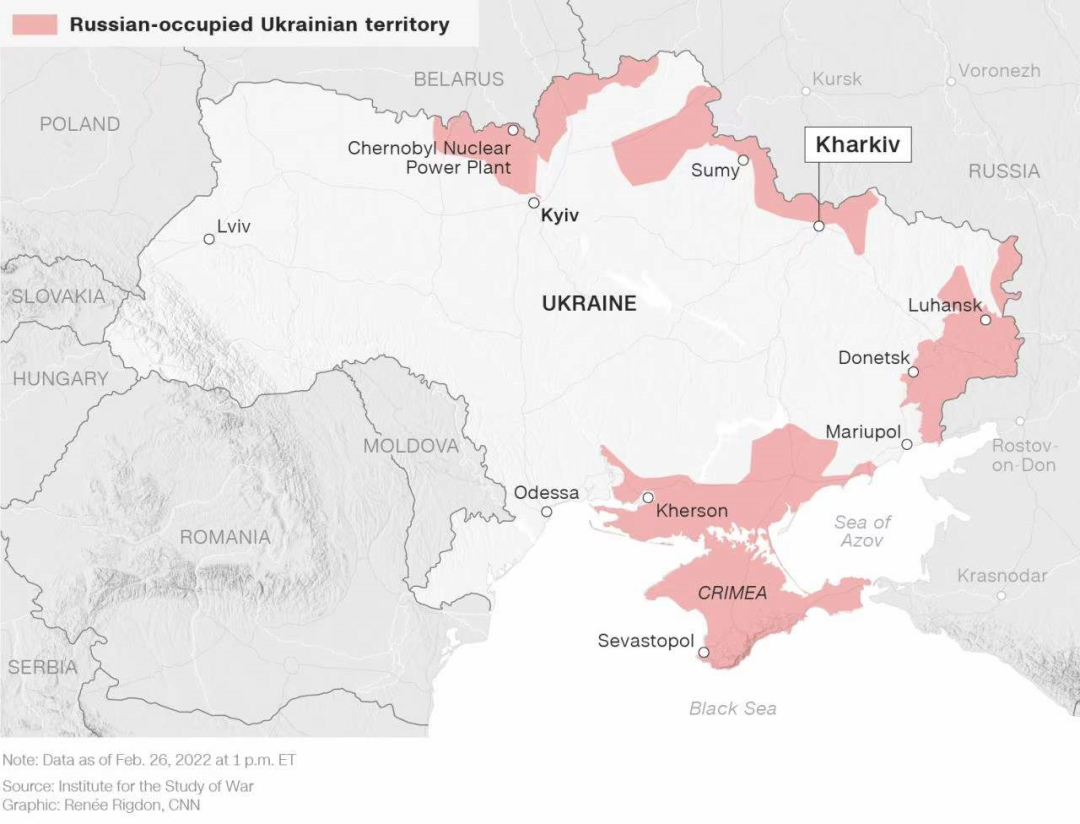 Russian-occupied Ukrainian territory
BELARUS
Kursk
Voronezh
POLAND
Chernobyl Nuclear
Power Plant
Kharkiv
Sumy
RUSSIA
Kyiv
Lviv
SLOVAKIA
UKRAINE
Luhansk
Donetsk
HUNGARY
Mariupol
MOLDOVA
Rostov-
on-Don
Odessa
Kherson
Sea of
Azov
ROMANIA
Krasnodar
CRIMEA
Sevastopol
SERBIA
Black Sea
Note: Data as of Feb. 26, 2022 at 1 p.m. ET
Source: Institute for the Study of War
Graphic: Renée Rigdon, CNN